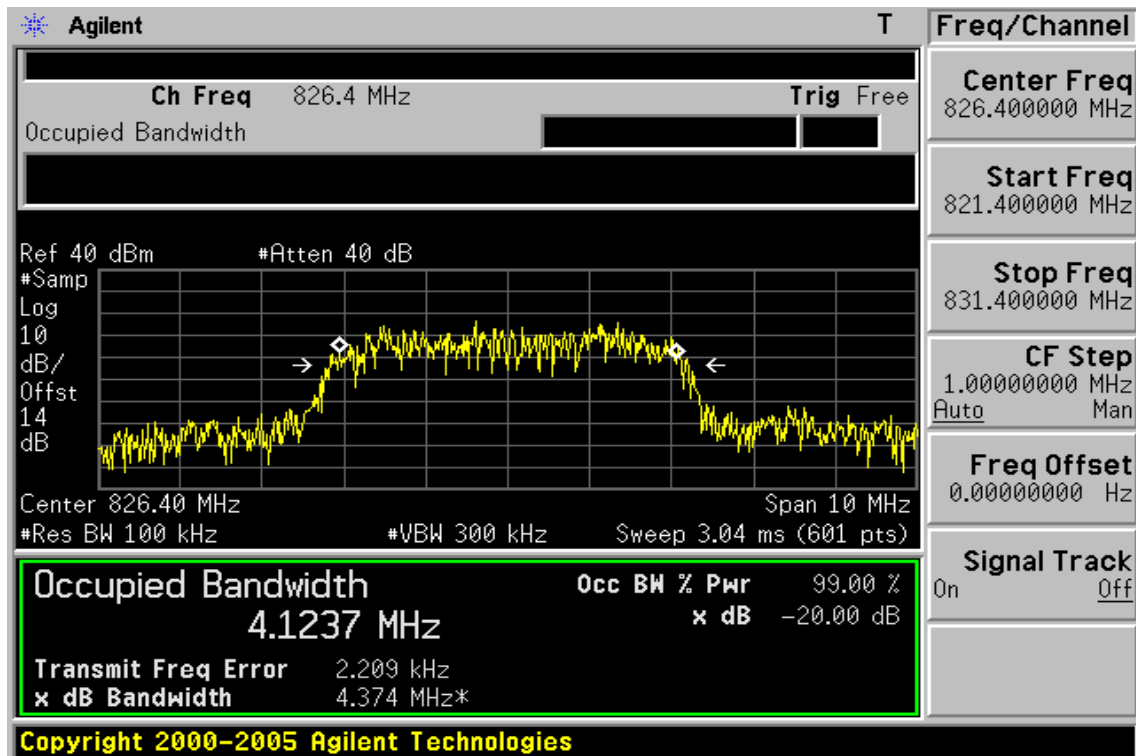 Agilent T
Ch Freq 826.4 MHz Trig Free
Occupied Bandwidth
Ref 40 dBm #Atten 40 dB
#Samp
Log
10
dB/
Offst
14
dB
Center 826.40 MHz Span 10 MHz
#Res BW 100 kHz #VBW 300 kHz Sweep 3.04 ms (601 pts)
Occupied Bandwidth
4.1237 MHz
Occ BW % Pwr 99.00 %
x dB -20.00 dB
Transmit Freq Error 2.209 kHz
x dB Bandwidth 4.374 MHz*
Copyright 2000-2005 Agilent Technologies
Freq/Channel
Center Freq
826.400000 MHz
Start Freq
821.400000 MHz
Stop Freq
831.400000 MHz
CF Step
1.00000000 MHz
Auto Man
Freq Offset
0.00000000 Hz
Signal Track
On Off